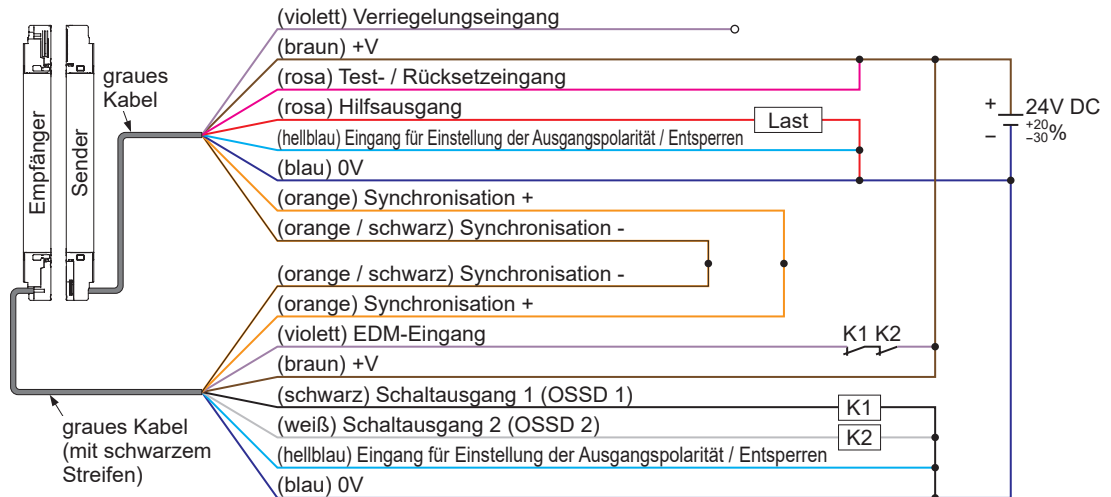 (violett) Verriegelungseingang
(braun) +V
graues
Kabel
(rosa) Test- / Rücksetzeingang
(rosa) Hilfsausgang
Last
+
−
24V DC
+20
−30 %
Empfänger
Sender
(hellblau) Eingang für Einstellung der Ausgangspolarität / Entsperren
(blau) 0V
(orange) Synchronisation +
(orange / schwarz) Synchronisation -
(orange / schwarz) Synchronisation -
(orange) Synchronisation +
(violett) EDM-Eingang
K1 K2
(braun) +V
(schwarz) Schaltausgang 1 (OSSD 1)
K1
graues Kabel
(mit schwarzem
Streifen)
(weiß) Schaltausgang 2 (OSSD 2)
K2
(hellblau) Eingang für Einstellung der Ausgangspolarität / Entsperren
(blau) 0V